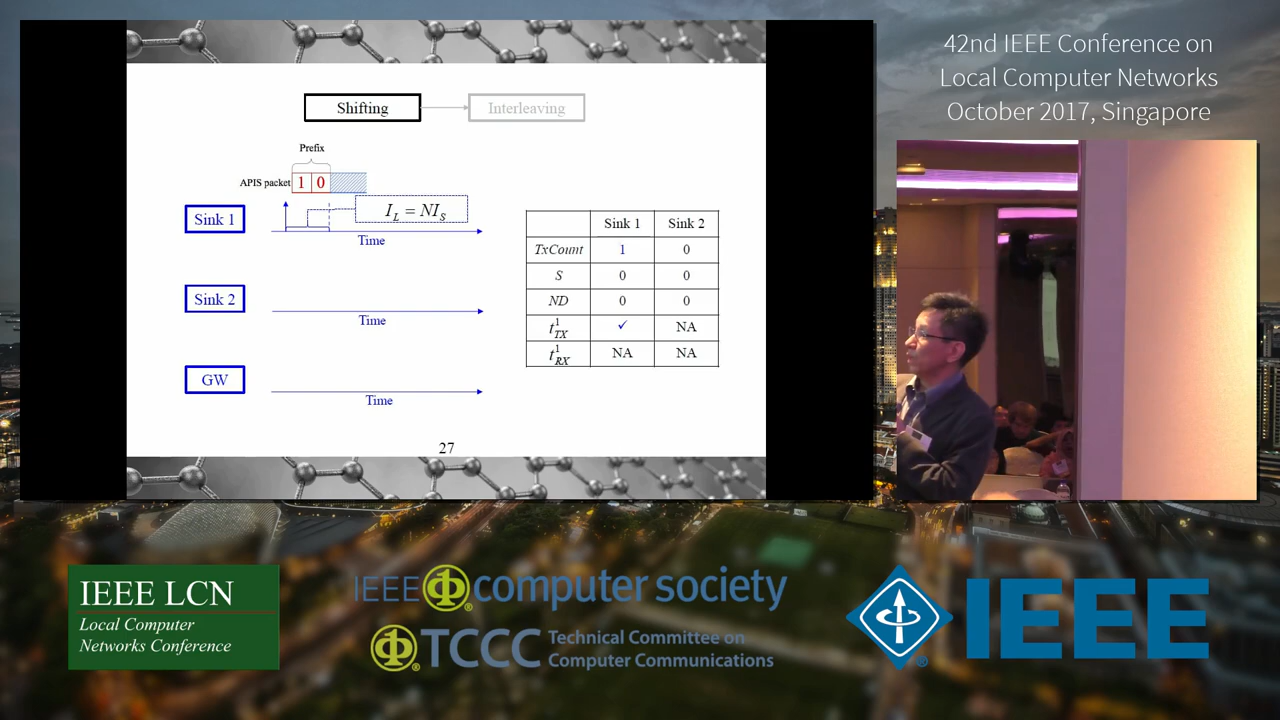 42nd IEEE Conference on
Local Computer Networks
October 2017, Singapore
Shifting
Interleaving
Prefix
APIS packet 1 0
Sink 1
I_L = NI_S
Time
Sink 2
Time
GW
Time
Sink 1 Sink 2
TxCount 1 0
S 0 0
ND 0 0
t^1_TX ✓ NA
t^1_RX NA NA
27
IEEE LCN
Local Computer
Networks Conference
IEEE computer society
TCCC Technical Committee on
Computer Communications
IEEE